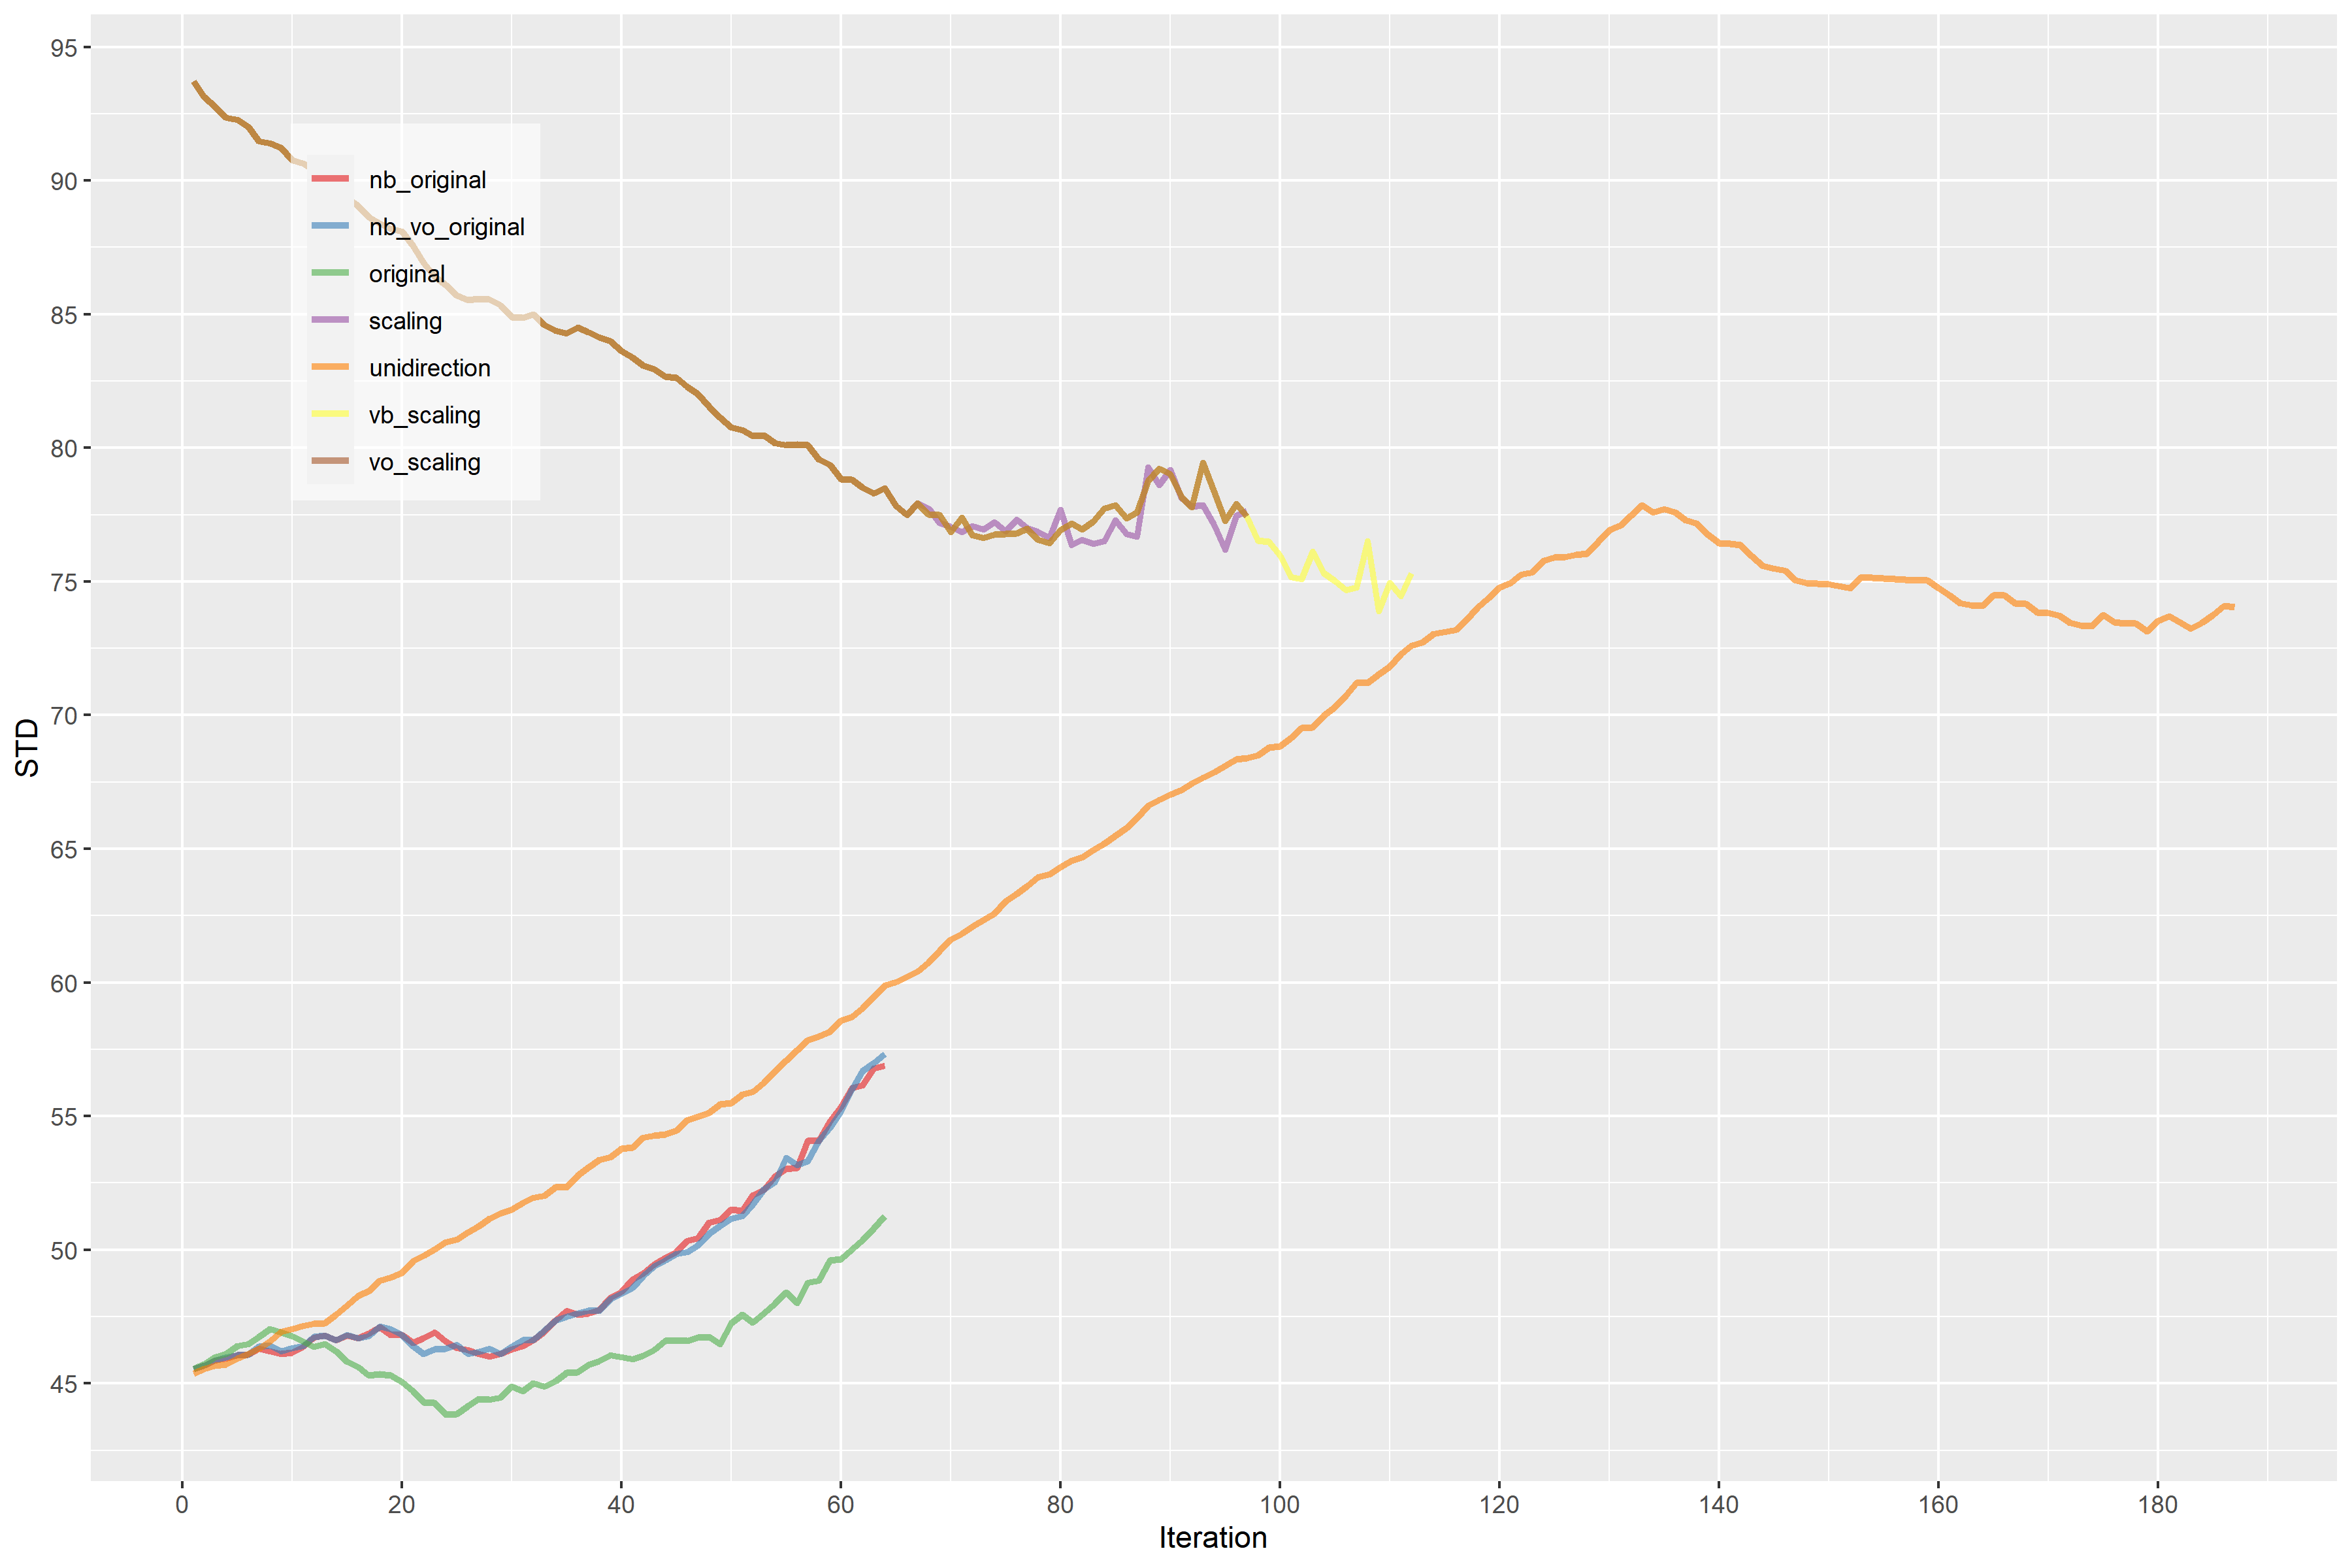 95
90
85
80
75
70
65
60
55
50
45
STD
nb_original
nb_vo_original
original
scaling
unidirection
vb_scaling
vo_scaling
0 20 40 60 80 100 120 140 160 180
Iteration